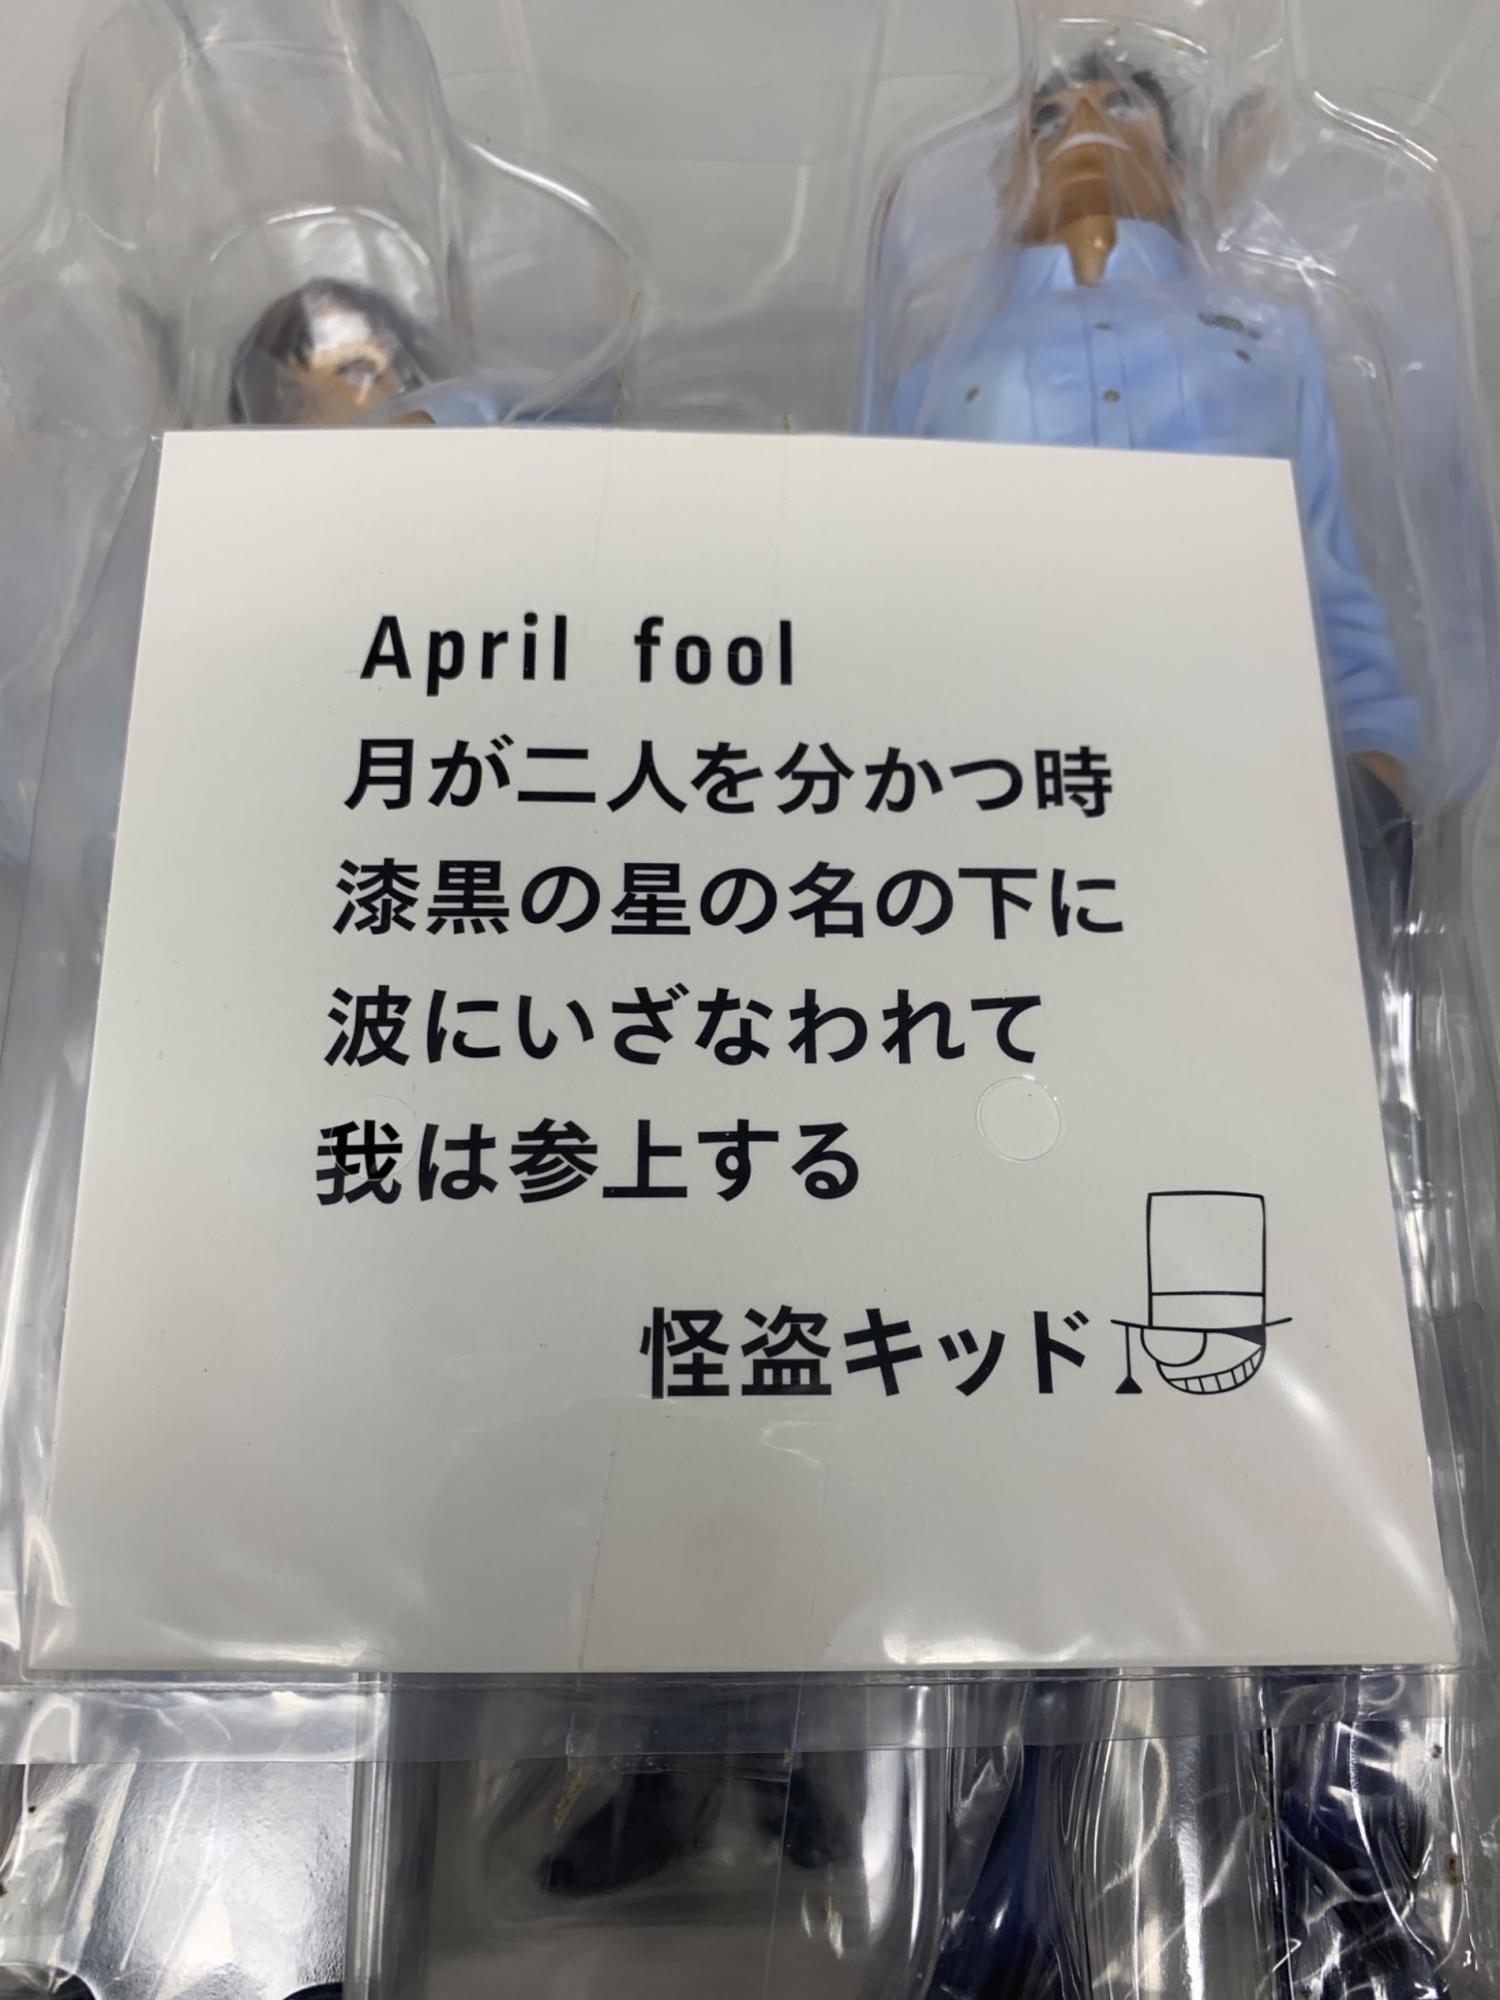 April fool
月が二人を分かつ時
漆黒の星の名の下に
波にいざなわれて
我は参上する
怪盗キッド